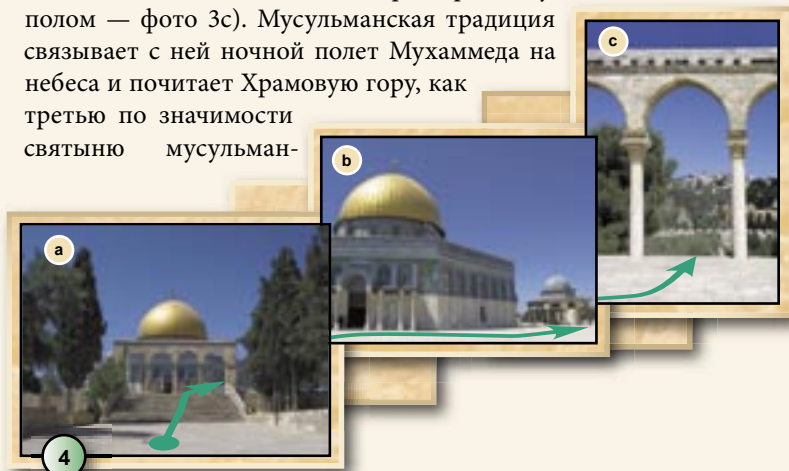 полом — фото 3c). Мусульманская традиция
связывает с ней ночной полет Мухаммеда на
небеса и почитает Храмовую гору, как
третью по значимости
святыню мусульман-
c
b
a
4